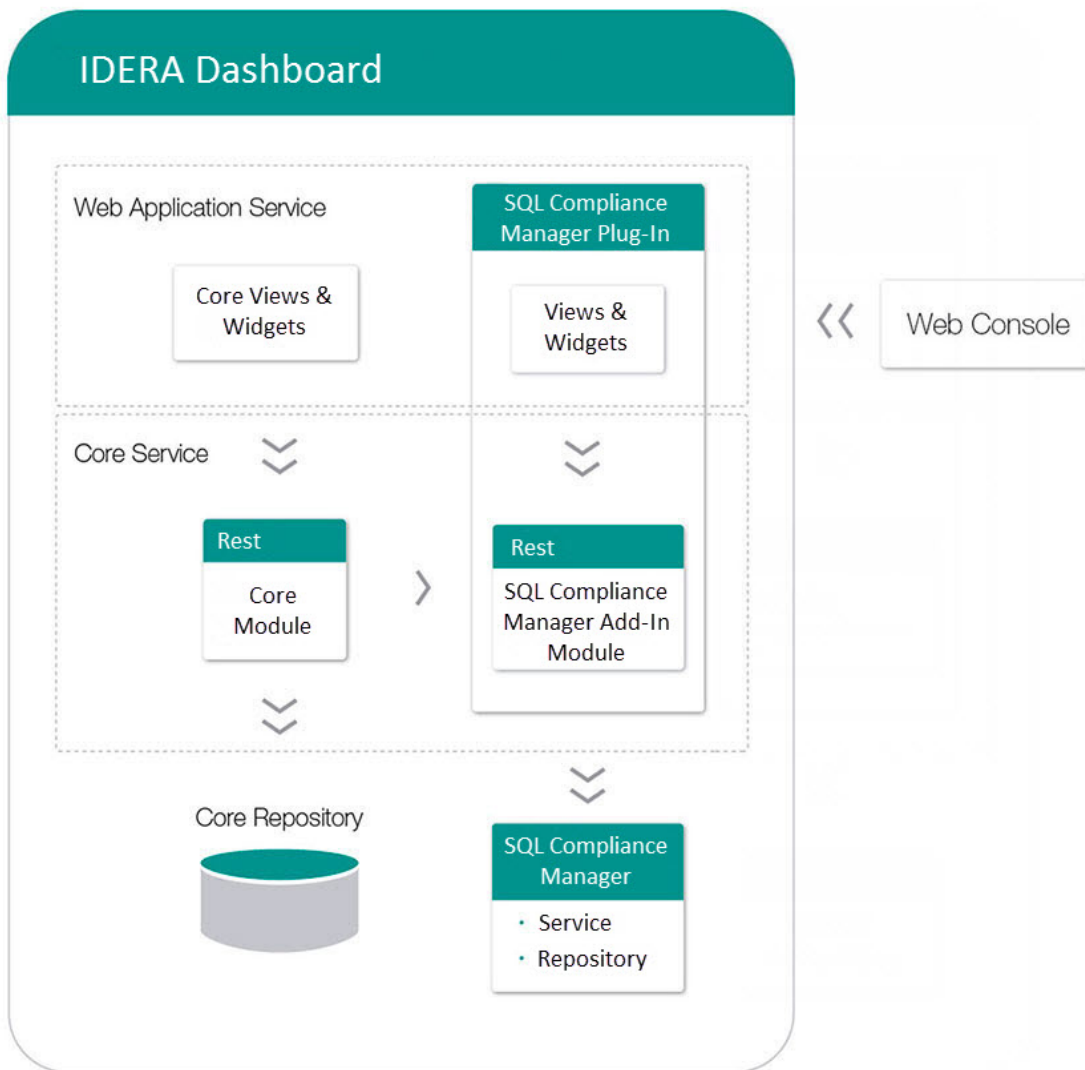 IDERA Dashboard
Web Application Service
SQL Compliance
Manager Plug-In
Core Views &
Widgets
Views &
Widgets
Web Console
Core Service
Rest
Core
Module
Rest
SQL Compliance
Manager Add-In
Module
Core Repository
SQL Compliance
Manager
· Service
· Repository